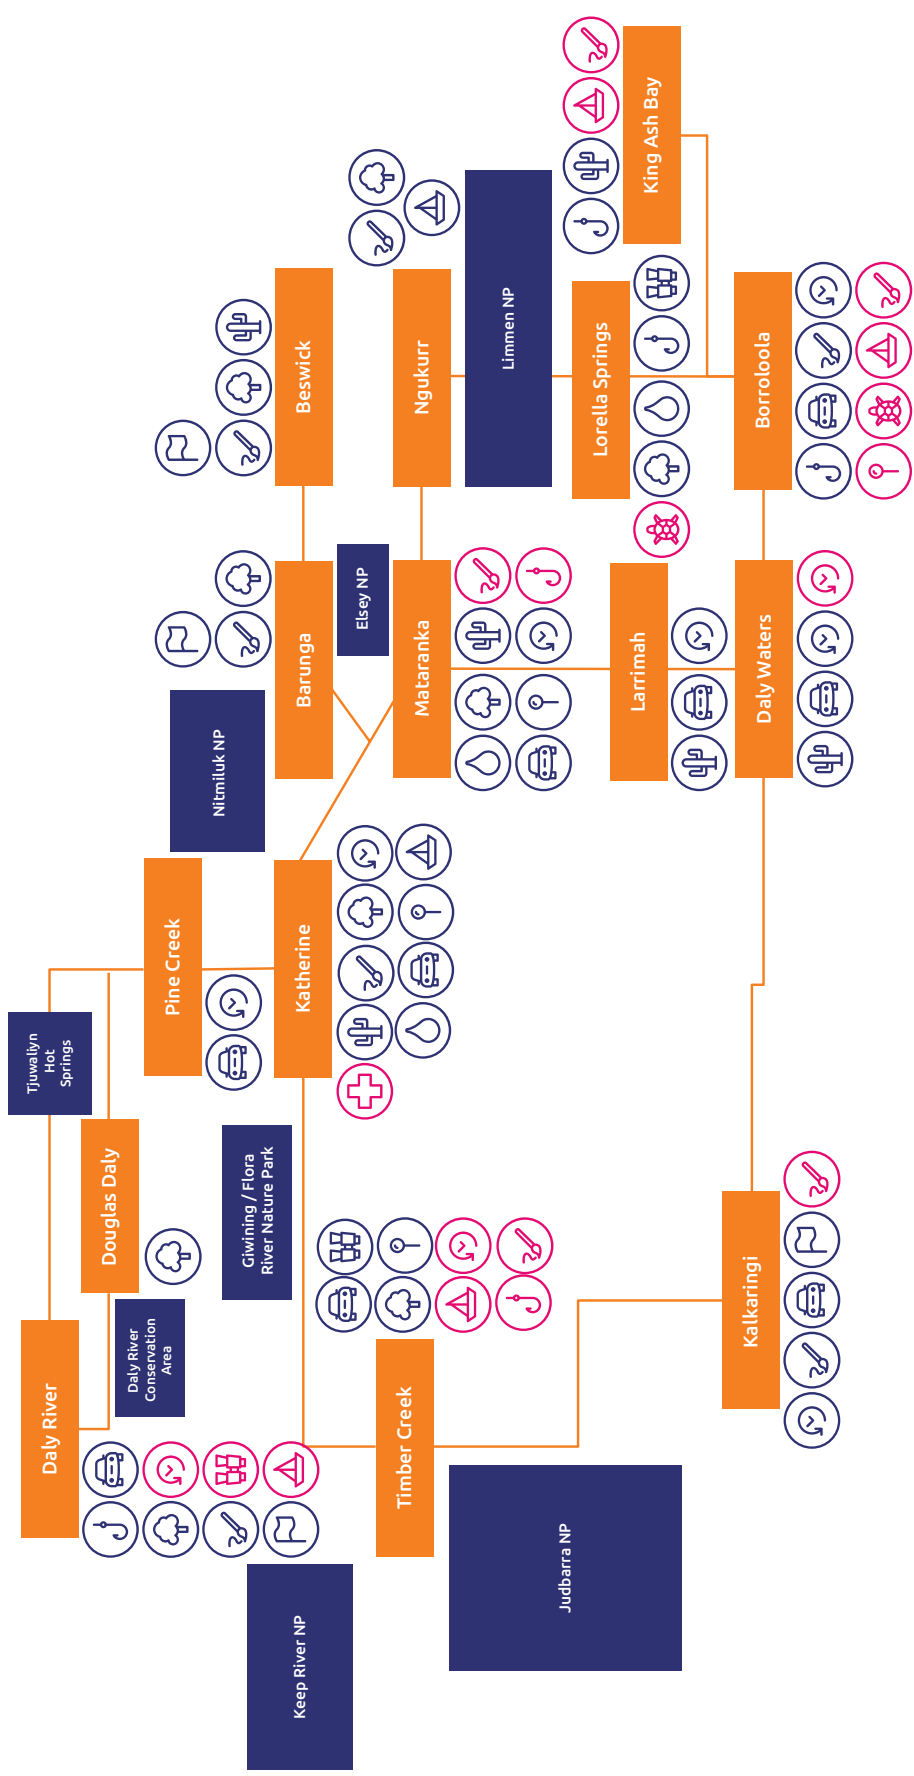 Tjuwaliyn
Hot
Springs
Daly River
Douglas Daly
Daly River
Conservation
Area
Pine Creek
Nitmiluk NP
Giwining / Flora
River Nature Park
Keep River NP
Katherine
Barunga
Beswick
Elsey NP
Timber Creek
Mataranka
Ngukurr
Judbarra NP
Limmen NP
Lorella Springs
Larrimah
King Ash Bay
Kalkaringi
Daly Waters
Borroloola